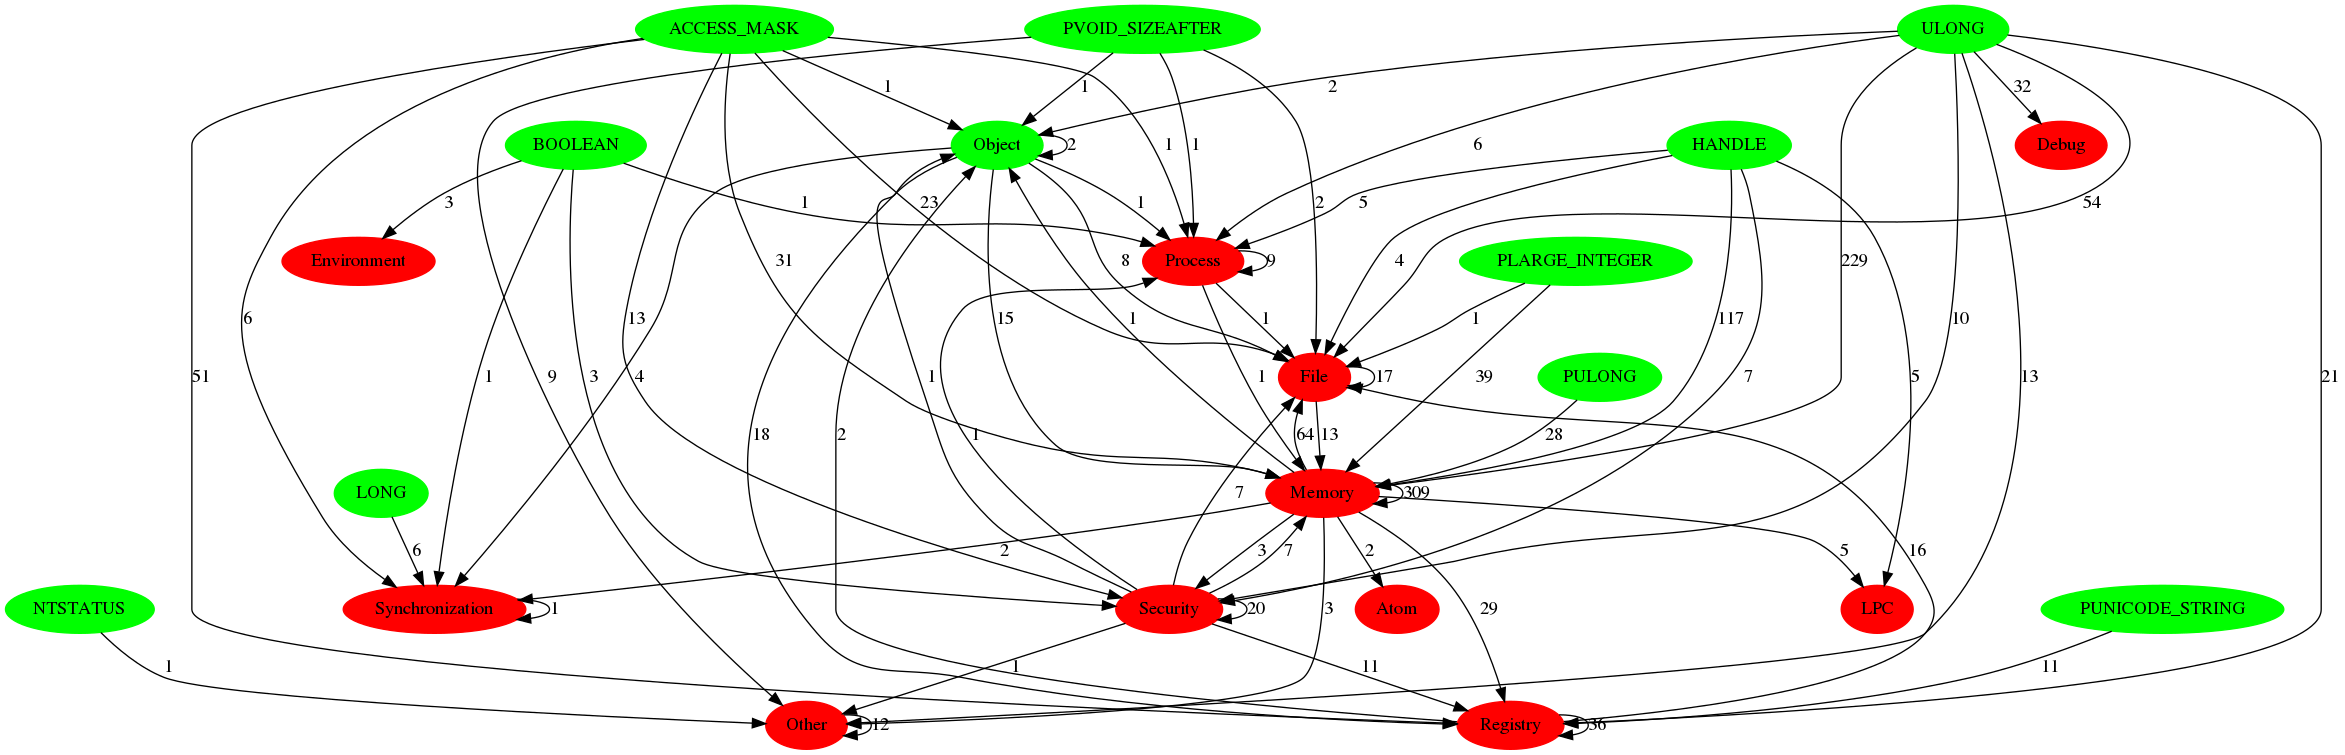 ACCESS_MASK PVOID_SIZEAFTER ULONG
1 1 2 32
BOOLEAN Object 2 1 1 6 HANDLE Debug
3 1 23 1 2 5 54
Environment 31 Process 9 4 PLARGE_INTEGER 229
6 13 15 1 8 1 1 117 10
51 1 3 4 9 File 17 39 PULONG 7 5 13 21
18 2 1 64 13 28
LONG Memory 309
6 2 1 7 3 7 2 5 16
NTSTATUS Synchronization 1 Security 20 3 Atom 29 LPC PUNICODE_STRING
1 1 11 11
Other 12 Registry 36